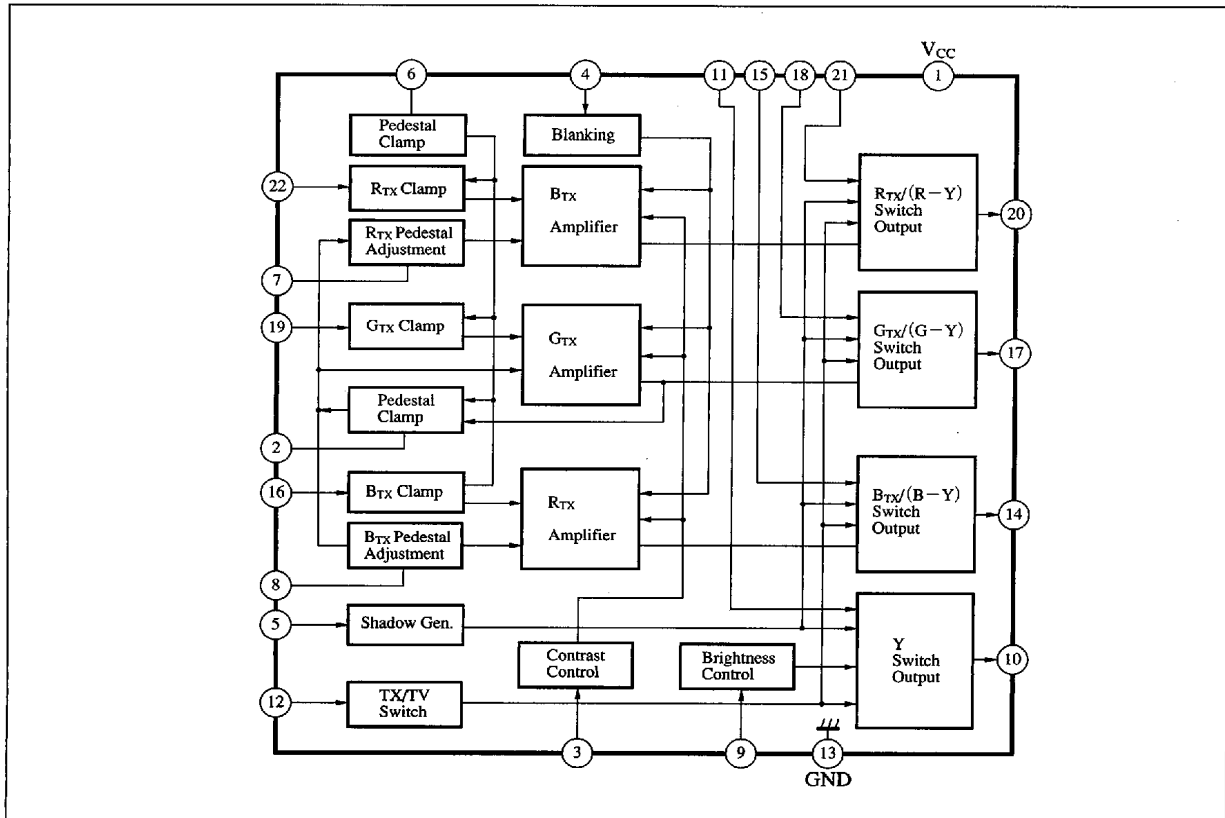 V_CC
6
4
11
15
18
21
1
Pedestal
Clamp
Blanking
22
R_TX Clamp
B_TX
Amplifier
R_TX/(R−Y)
Switch
Output
20
R_TX Pedestal
Adjustment
7
19
G_TX Clamp
G_TX
Amplifier
G_TX/(G−Y)
Switch
Output
17
Pedestal
Clamp
2
16
B_TX Clamp
R_TX
Amplifier
B_TX/(B−Y)
Switch
Output
14
B_TX Pedestal
Adjustment
8
5
Shadow Gen.
Contrast
Control
Brightness
Control
Y
Switch
Output
10
12
TX/TV
Switch
3
9
13
GND